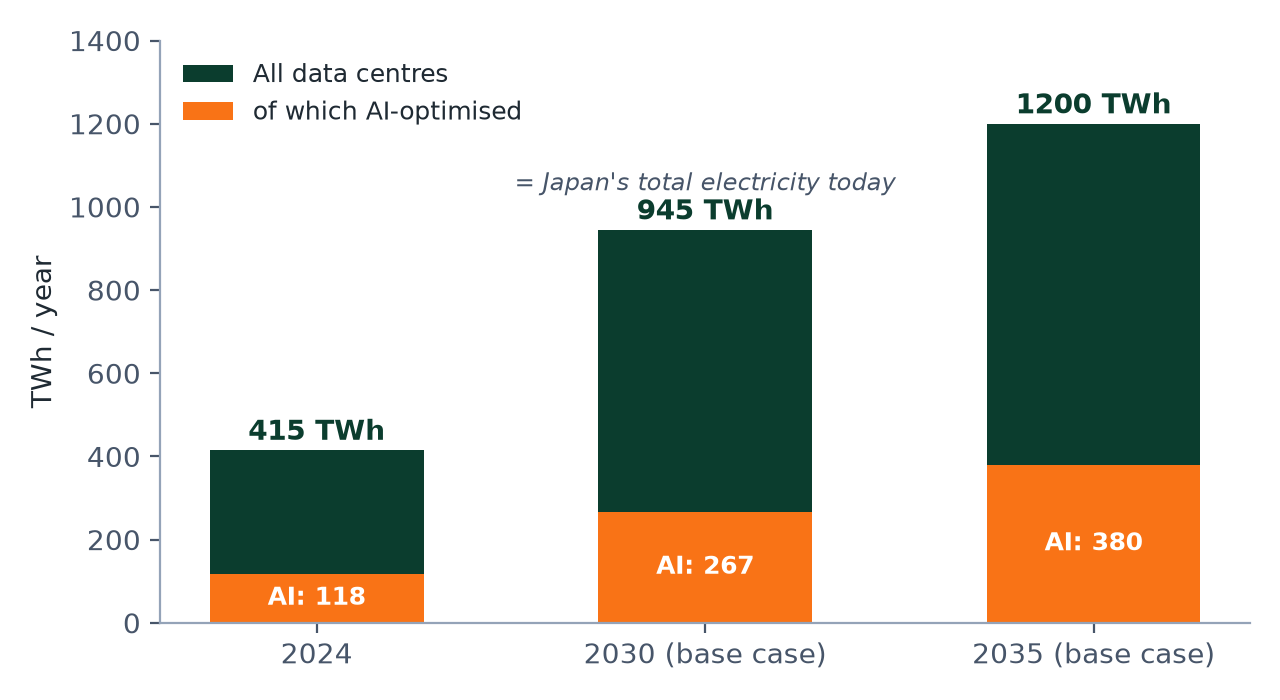 1400
1200
1000
800
600
400
200
0
TWh / year
All data centres
of which AI-optimised
415 TWh
AI: 118
= Japan's total electricity today
945 TWh
AI: 267
1200 TWh
AI: 380
2024
2030 (base case)
2035 (base case)